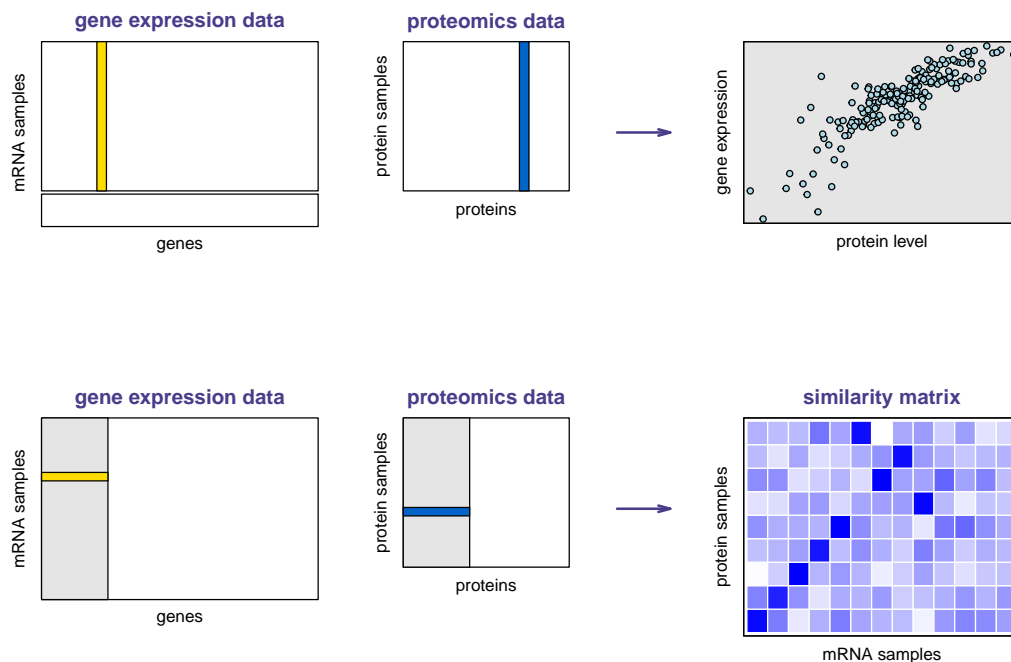 gene expression data
proteomics data
mRNA samples
genes
protein samples
proteins
gene expression
protein level
gene expression data
proteomics data
similarity matrix
mRNA samples
genes
protein samples
proteins
protein samples
mRNA samples